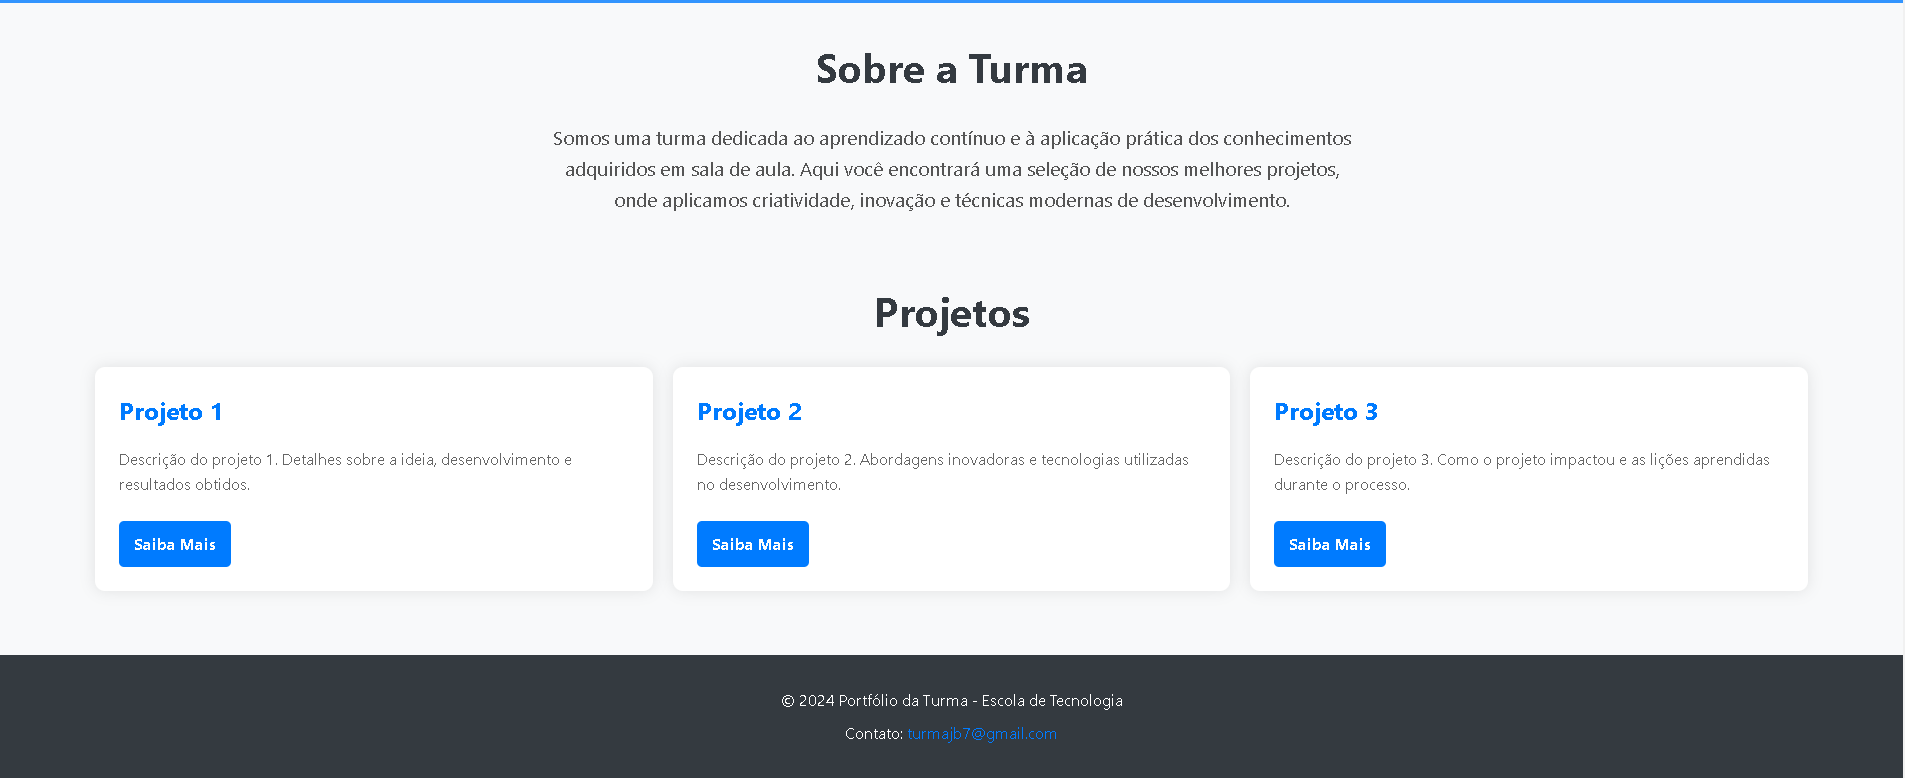 Sobre a Turma
Somos uma turma dedicada ao aprendizado contínuo e à aplicação prática dos conhecimentos
adquiridos em sala de aula. Aqui você encontrará uma seleção de nossos melhores projetos,
onde aplicamos criatividade, inovação e técnicas modernas de desenvolvimento.
Projetos
Projeto 1
Descrição do projeto 1. Detalhes sobre a ideia, desenvolvimento e
resultados obtidos.
Saiba Mais
Projeto 2
Descrição do projeto 2. Abordagens inovadoras e tecnologias utilizadas
no desenvolvimento.
Saiba Mais
Projeto 3
Descrição do projeto 3. Como o projeto impactou e as lições aprendidas
durante o processo.
Saiba Mais
© 2024 Portfólio da Turma - Escola de Tecnologia
Contato: turmajb7@gmail.com